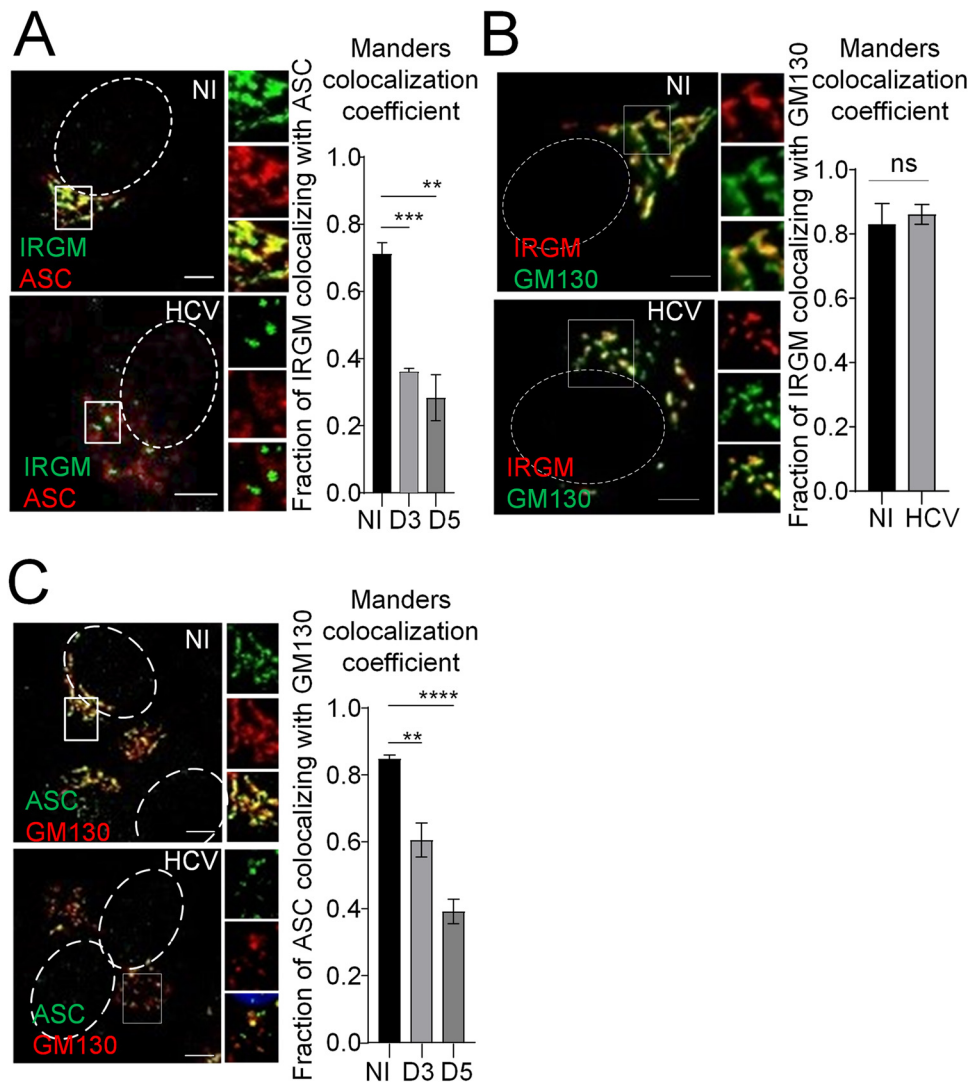 A
NI
IRGM
ASC
HCV
IRGM
ASC
Manders
colocalization
coefficient
Fraction of IRGM colocalizing with ASC
1.0
0.8
0.6
0.4
0.2
0.0
**
***
NI D3 D5
B
NI
IRGM
GM130
HCV
IRGM
GM130
Manders
colocalization
coefficient
Fraction of IRGM colocalizing with GM130
1.0
0.8
0.6
0.4
0.2
0.0
ns
NI HCV
C
NI
ASC
GM130
HCV
ASC
GM130
Manders
colocalization
coefficient
Fraction of ASC colocalizing with GM130
1.0
0.8
0.6
0.4
0.2
0.0
****
**
NI D3 D5